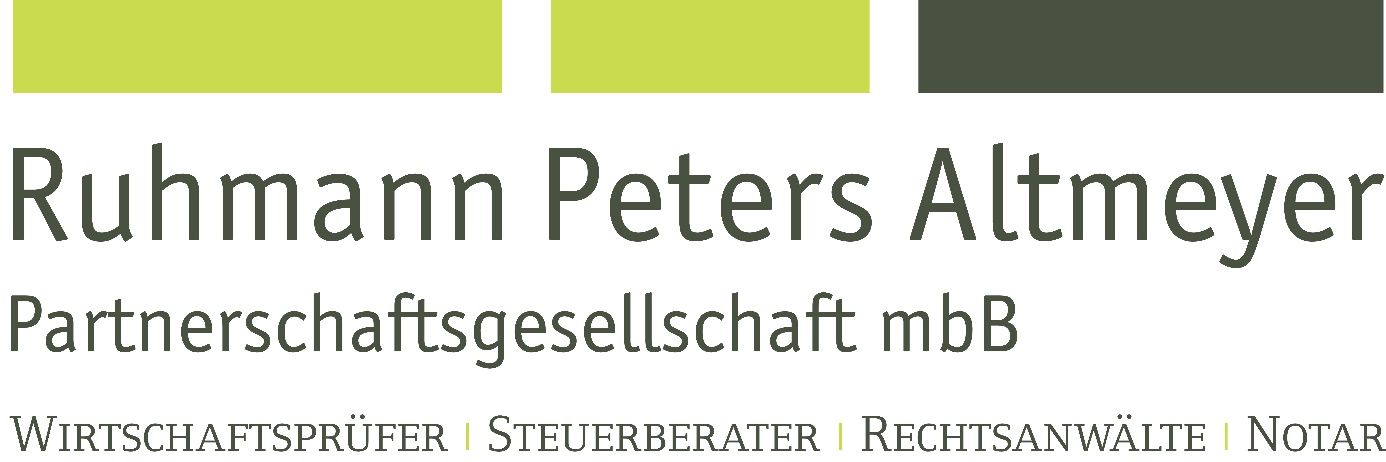 Ruhmann Peters Altmeyer
Partnerschaftsgesellschaft mbB
WIRTSCHAFTSPRÜFER | STEUERBERATER | RECHTSANWÄLTE | NOTAR